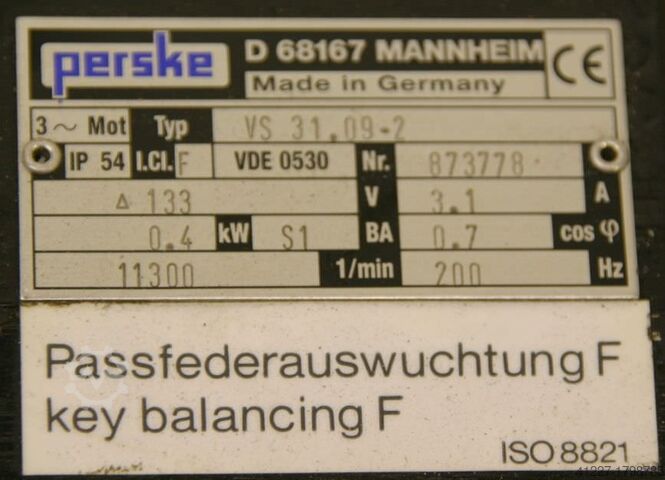 perske D 68167 MANNHEIM CE
Made in Germany
3~ Mot Typ VS 31.09-2
IP 54 I.Cl. F VDE 0530 Nr. 873778
Δ 133 V 3.1 A
0.4 kW S1 BA 0.7 cos φ
11300 1/min 200 Hz
Passfederauswuchtung F
key balancing F
ISO 8821